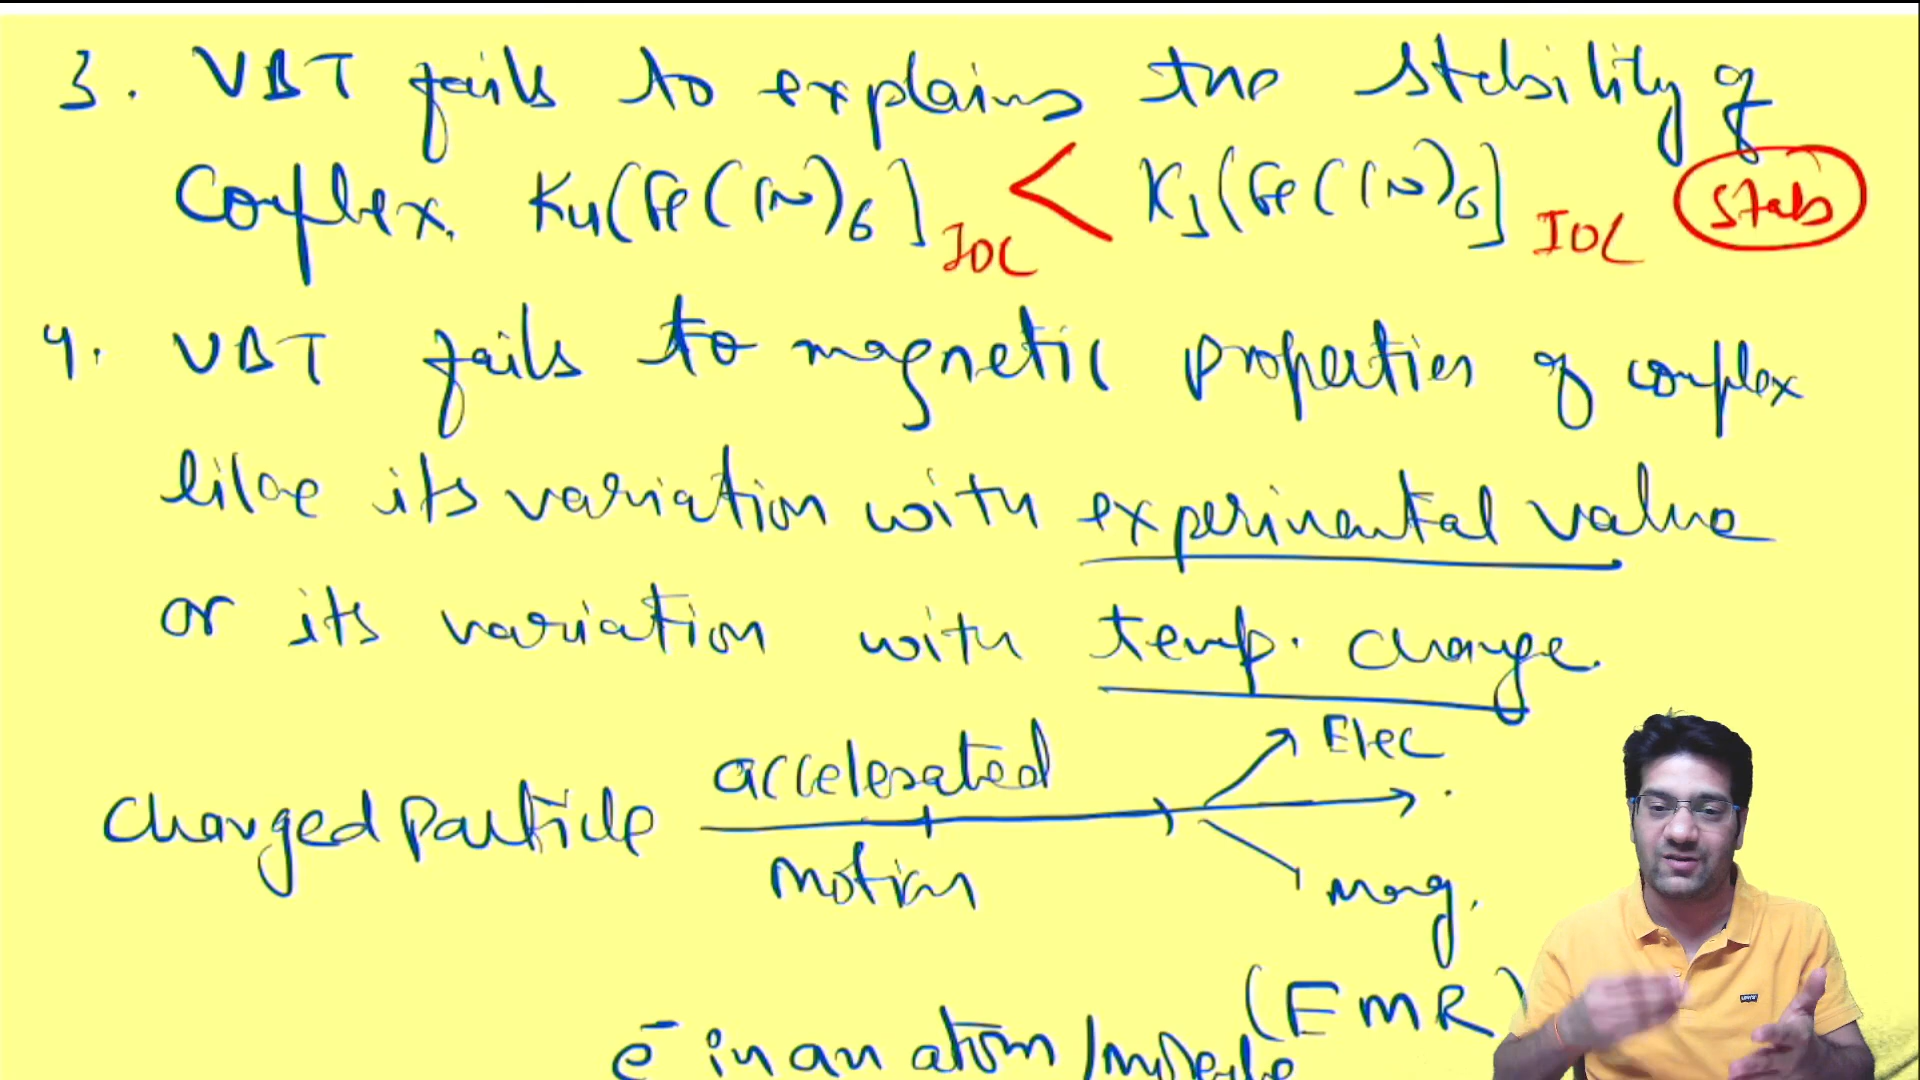 3. VBT fails to explains the stability of
complex K4[Fe(CN)6] IOC < K3[Fe(CN)6] IOC Stab
4. VBT fails to magnetic properties of complex
like its variation with experimental value
or its variation with temp. change.
Elec
accelerated
Charged Particle
motion
mag.
(EMR)
e- in an atom / molecule